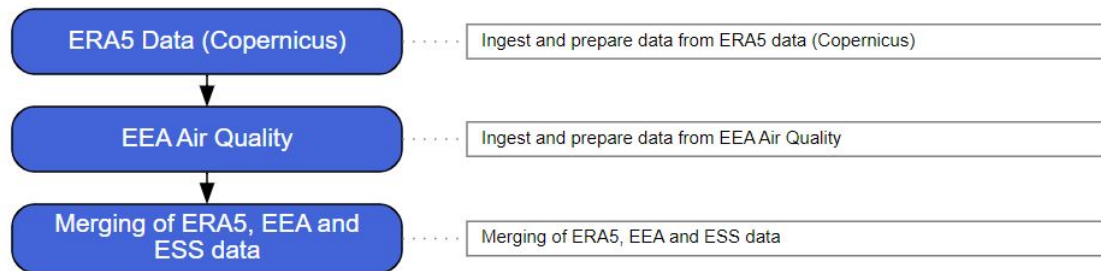 ERA5 Data (Copernicus)
Ingest and prepare data from ERA5 data (Copernicus)
EEA Air Quality
Ingest and prepare data from EEA Air Quality
Merging of ERA5, EEA and
ESS data
Merging of ERA5, EEA and ESS data